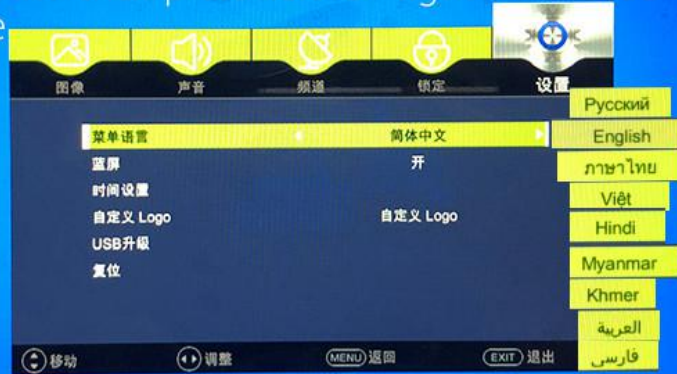 图像 声音 频道 锁定 设置
菜单语言 简体中文
蓝屏 开
时间设置
自定义 Logo 自定义 Logo
USB升级
复位
移动 调整 MENU 返回 EXIT 退出
Русский
English
ภาษาไทย
Việt
Hindi
Myanmar
Khmer
العربية
فارسی